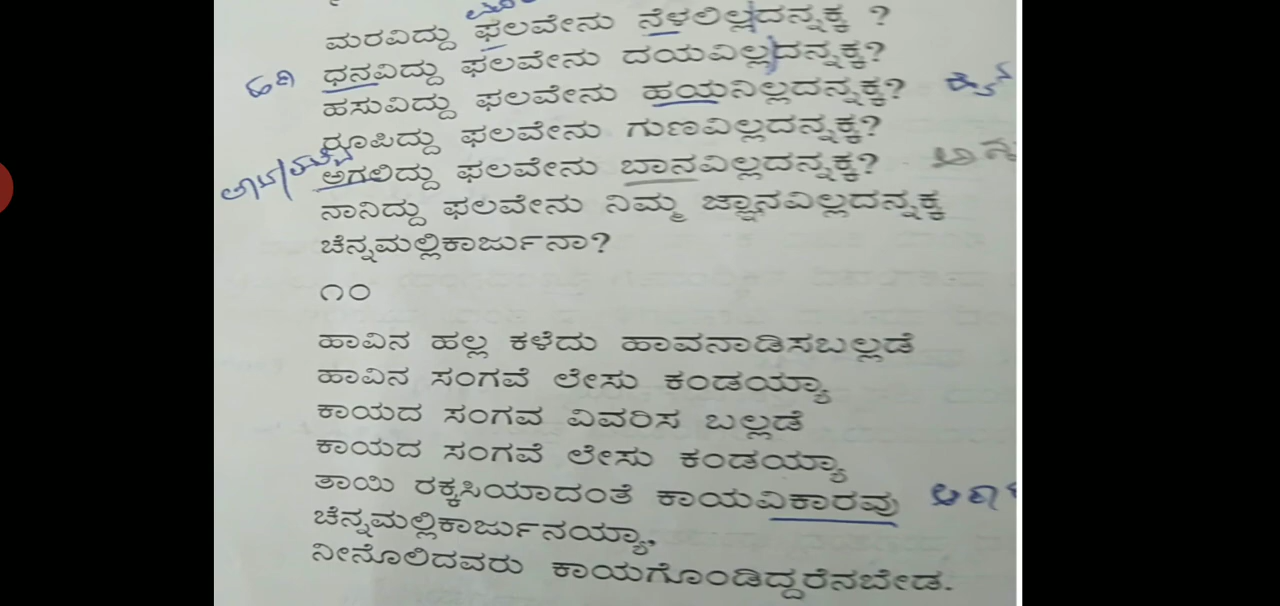 ಮರವಿದ್ದು ಫಲವೇನು ನೆಳಲಿಲ್ಲದನ್ನಕ್ಕ ?
ಧನವಿದ್ದು ಫಲವೇನು ದಯವಿಲ್ಲದನ್ನಕ್ಕ?
ಹಸುವಿದ್ದು ಫಲವೇನು ಹಯನಿಲ್ಲದನ್ನಕ್ಕ?
ರೂಪಿದ್ದು ಫಲವೇನು ಗುಣವಿಲ್ಲದನ್ನಕ್ಕ?
ಅಗಲಿದ್ದು ಫಲವೇನು ಬಾನವಿಲ್ಲದನ್ನಕ್ಕ?
ನಾನಿದ್ದು ಫಲವೇನು ನಿಮ್ಮ ಜ್ಞಾನವಿಲ್ಲದನ್ನಕ್ಕ
ಚೆನ್ನಮಲ್ಲಿಕಾರ್ಜುನಾ?
೧೦
ಹಾವಿನ ಹಲ್ಲ ಕಳೆದು ಹಾವನಾಡಿಸಬಲ್ಲಡೆ
ಹಾವಿನ ಸಂಗವೆ ಲೇಸು ಕಂಡಯ್ಯಾ
ಕಾಯದ ಸಂಗವ ವಿವರಿಸ ಬಲ್ಲಡೆ
ಕಾಯದ ಸಂಗವೆ ಲೇಸು ಕಂಡಯ್ಯಾ
ತಾಯಿ ರಕ್ಕಸಿಯಾದಂತೆ ಕಾಯವಿಕಾರವು
ಚೆನ್ನಮಲ್ಲಿಕಾರ್ಜುನಯ್ಯಾ,
ನೀನೊಲಿದವರು ಕಾಯಗೊಂಡಿದ್ದರೆನಬೇಡ.